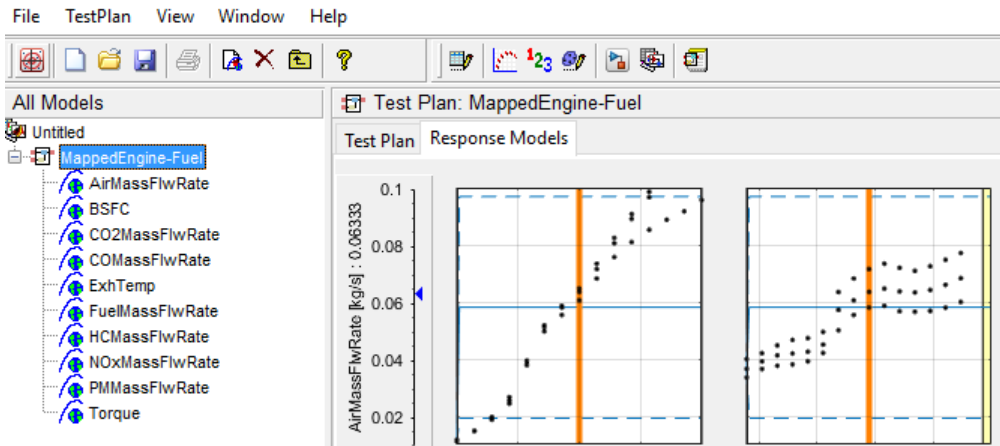 File TestPlan View Window Help
123
All Models
Untitled
MappedEngine-Fuel
AirMassFlwRate
BSFC
CO2MassFlwRate
COMassFlwRate
ExhTemp
FuelMassFlwRate
HCMassFlwRate
NOxMassFlwRate
PMMassFlwRate
Torque
Test Plan: MappedEngine-Fuel
Test Plan Response Models
AirMassFlwRate [kg/s] : 0.06333
0.1
0.08
0.06
0.04
0.02